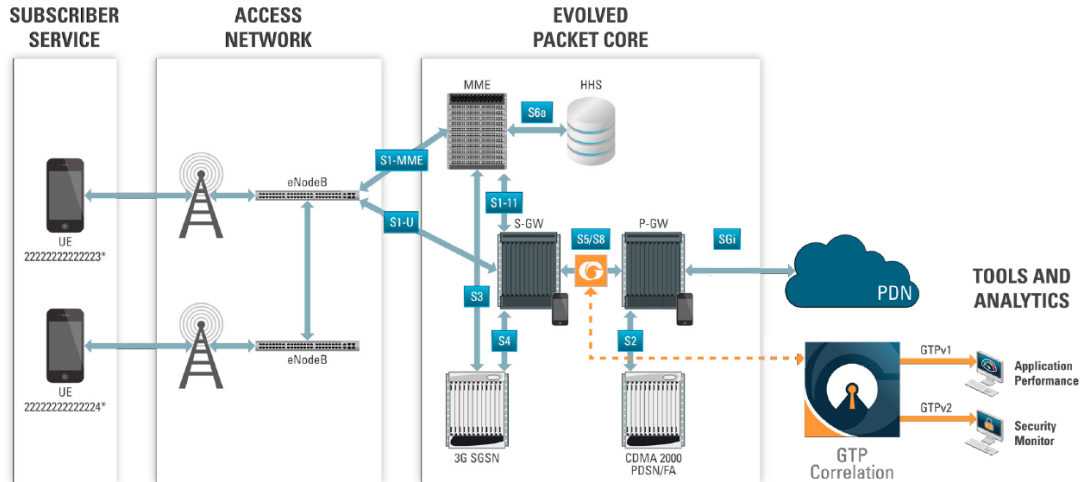 SUBSCRIBER
SERVICE
ACCESS
NETWORK
EVOLVED
PACKET CORE
MME
HHS
S6a
S1-MME
eNodeB
S1-11
S1-U
S-GW
P-GW
S5/S8
SGi
UE
22222222222223*
G
PDN
TOOLS AND
ANALYTICS
S3
S4
S2
eNodeB
GTPv1
Application
Performance
UE
22222222222224*
GTPv2
Security
Monitor
3G SGSN
CDMA 2000
PDSN/FA
GTP
Correlation